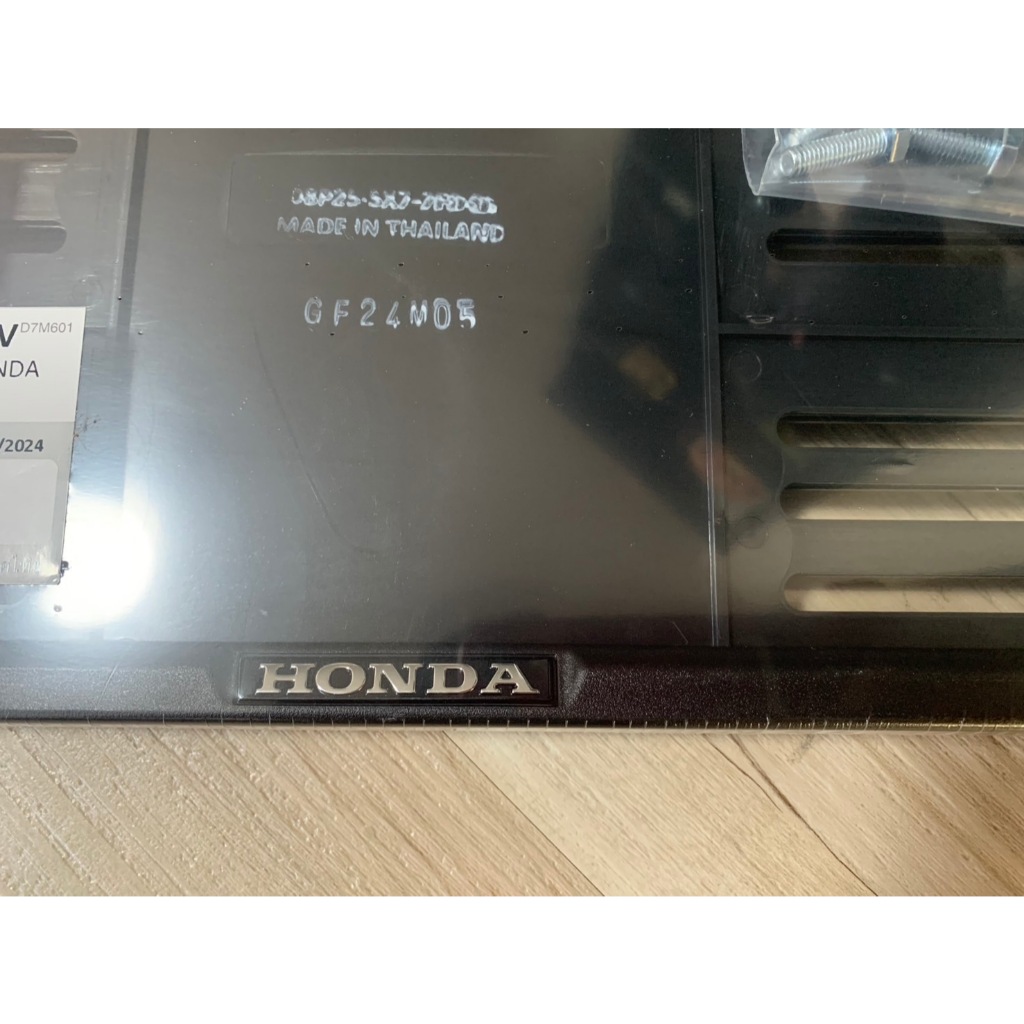 MADE IN THAILAND
GF24M05
V D7M601
NDA
/2024
HONDA